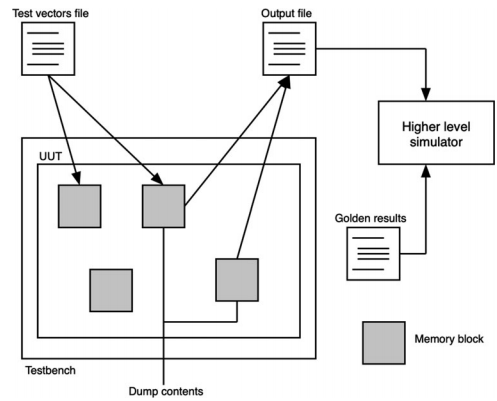 Test vectors file
Output file
Higher level
simulator
UUT
Golden results
Memory block
Testbench
Dump contents